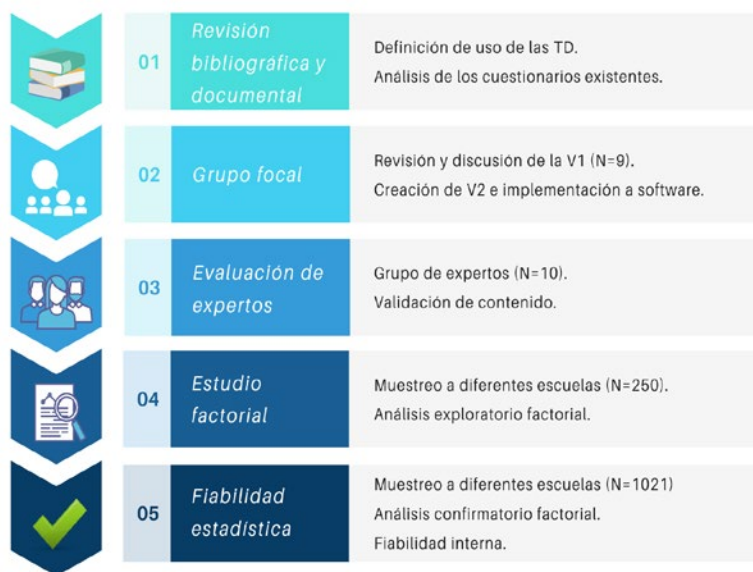 01
Revisión
bibliográfica y
documental
Definición de uso de las TD.
Análisis de los cuestionarios existentes.
02
Grupo focal
Revisión y discusión de la V1 (N=9).
Creación de V2 e implementación a software.
03
Evaluación de
expertos
Grupo de expertos (N=10).
Validación de contenido.
04
Estudio
factorial
Muestreo a diferentes escuelas (N=250).
Análisis exploratorio factorial.
05
Fiabilidad
estadística
Muestreo a diferentes escuelas (N=1021)
Análisis confirmatorio factorial.
Fiabilidad interna.